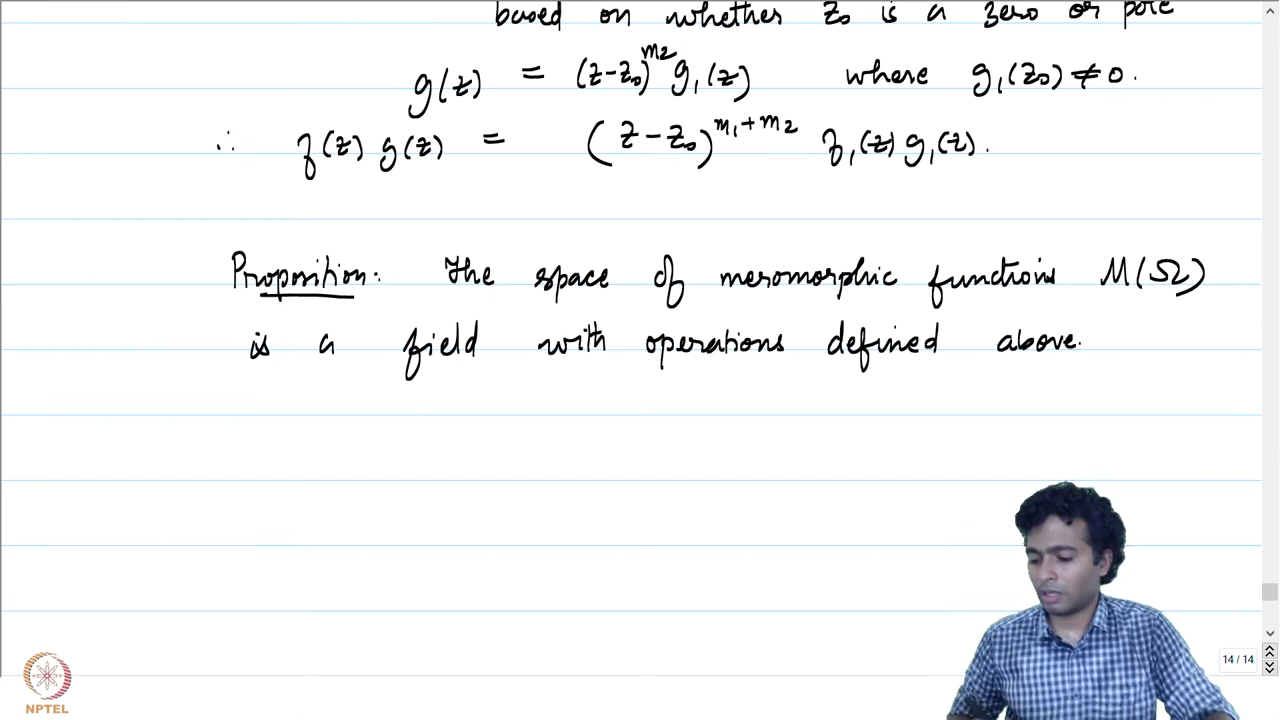 based on whether z₀ is a zero or pole
g(z) = (z-z₀)^m₂ g₁(z) where g₁(z₀) ≠ 0.
∴ f(z) g(z) = (z-z₀)^m₁+m₂ f₁(z) g₁(z).
Proposition: The space of meromorphic functions M(Ω)
is a field with operations defined above.
14 / 14
NPTEL